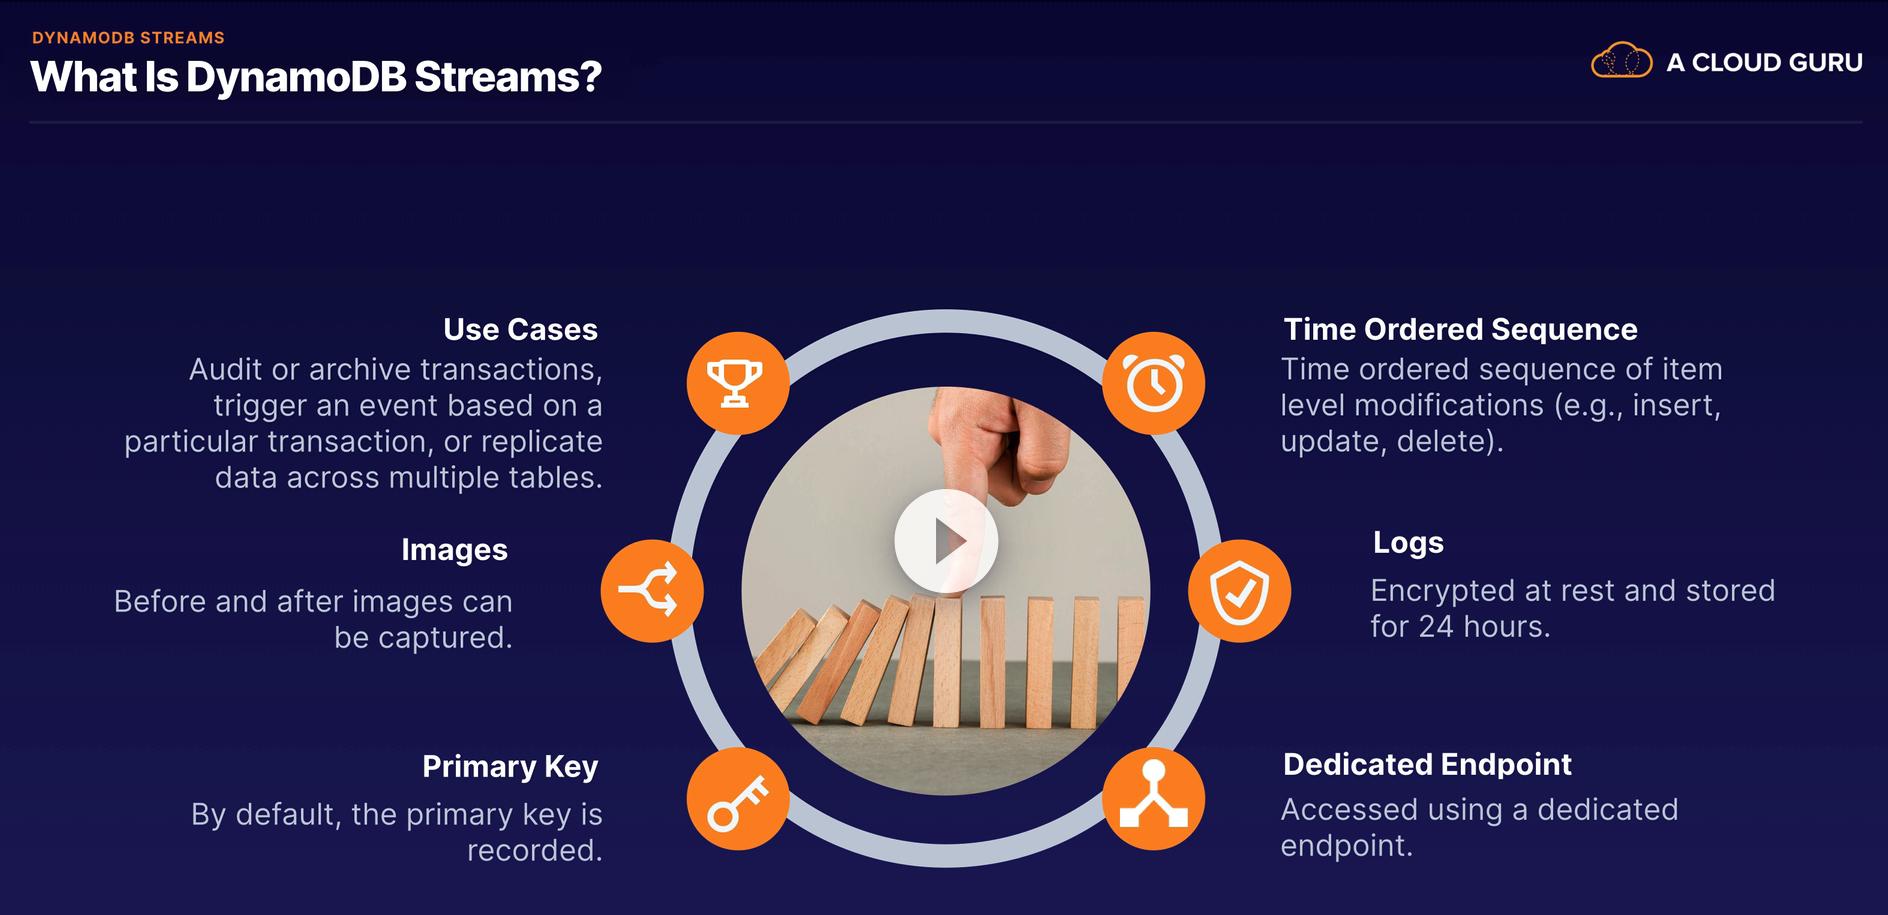 DYNAMODB STREAMS
What Is DynamoDB Streams?
A CLOUD GURU
Use Cases
Audit or archive transactions,
trigger an event based on a
particular transaction, or replicate
data across multiple tables.
Time Ordered Sequence
Time ordered sequence of item
level modifications (e.g., insert,
update, delete).
Images
Before and after images can
be captured.
Logs
Encrypted at rest and stored
for 24 hours.
Primary Key
By default, the primary key is
recorded.
Dedicated Endpoint
Accessed using a dedicated
endpoint.